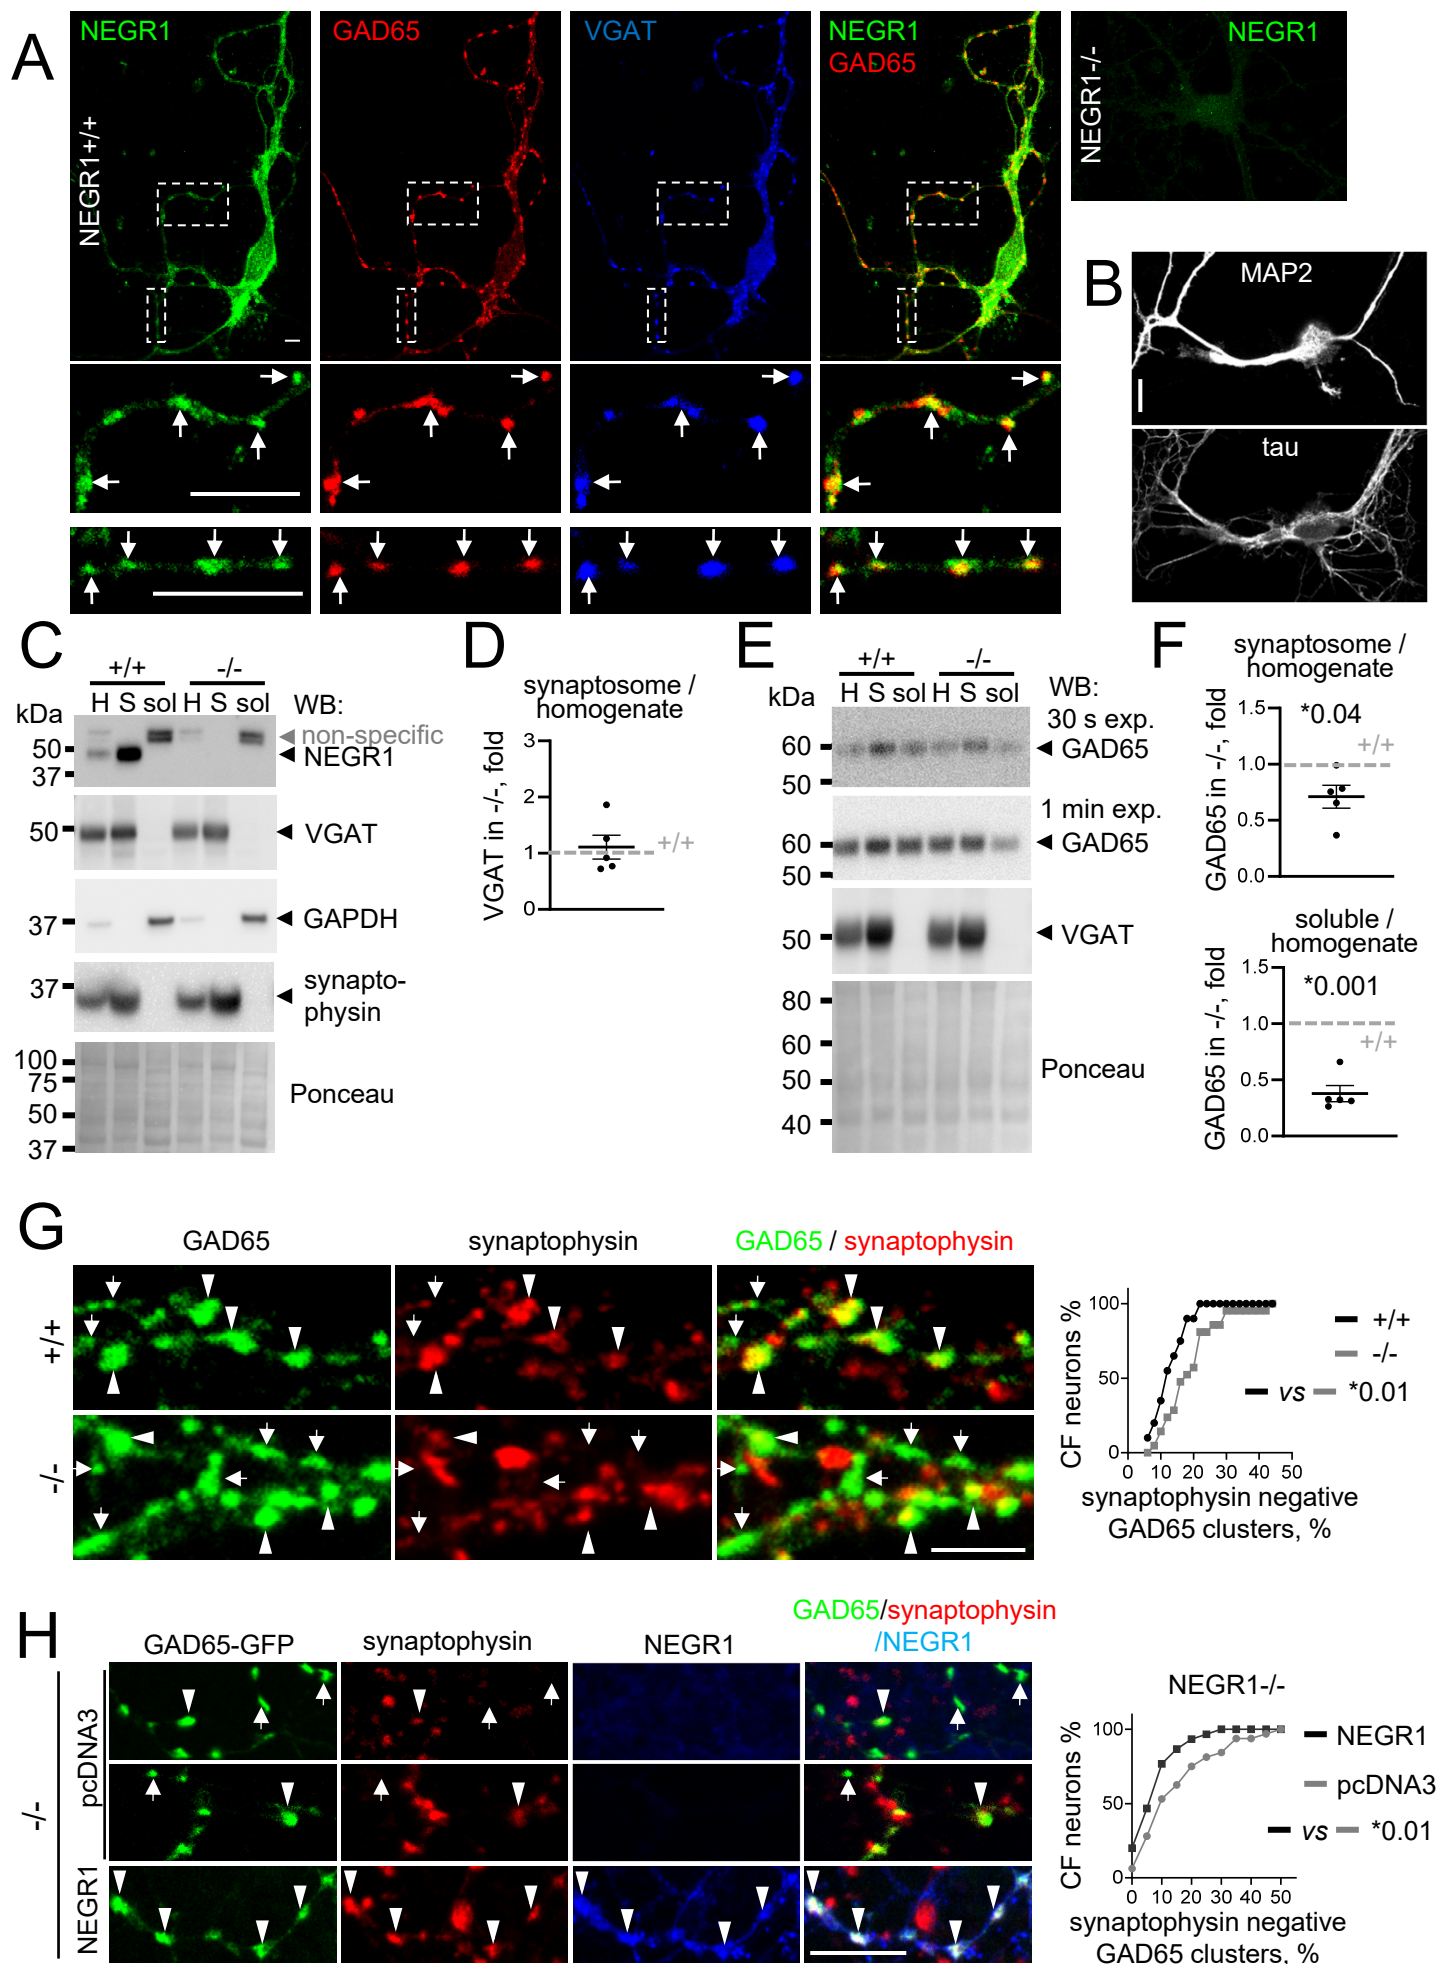 A
NEGR1
GAD65
VGAT
NEGR1
GAD65
NEGR1+/+
NEGR1-/-
NEGR1
B
MAP2
tau
C
+/+
-/-
H S sol H S sol
kDa
WB:
non-specific
50
NEGR1
37
50
VGAT
37
GAPDH
37
synapto-
physin
100
75
50
37
Ponceau
D
synaptosome /
homogenate
VGAT in -/-, fold
3
2
1
0
+/+
E
+/+
-/-
H S sol H S sol
kDa
WB:
30 s exp.
60
GAD65
50
1 min exp.
60
GAD65
50
50
VGAT
80
60
50
40
Ponceau
F
synaptosome /
homogenate
GAD65 in -/-, fold
1.5
1.0
0.5
0.0
*0.04
+/+
soluble /
homogenate
GAD65 in -/-, fold
1.5
1.0
0.5
0.0
*0.001
+/+
G
GAD65
synaptophysin
GAD65 / synaptophysin
+/+
-/-
CF neurons %
100
50
0
0 10 20 30 40 50
synaptophysin negative
GAD65 clusters, %
+/+
-/-
vs *0.01
H
GAD65-GFP
synaptophysin
NEGR1
GAD65/synaptophysin
/NEGR1
-/-
pcDNA3
NEGR1
NEGR1-/-
CF neurons %
100
50
0
0 10 20 30 40 50
synaptophysin negative
GAD65 clusters, %
NEGR1
pcDNA3
vs *0.01